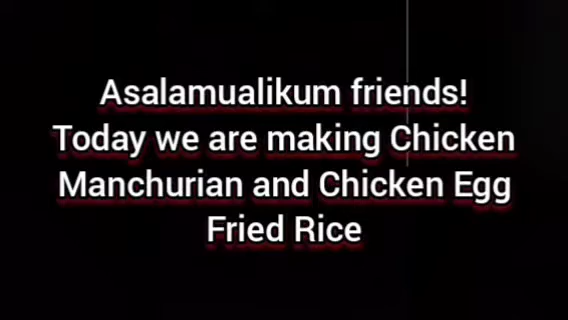 Asalamualikum friends!
Today we are making Chicken
Manchurian and Chicken Egg
Fried Rice